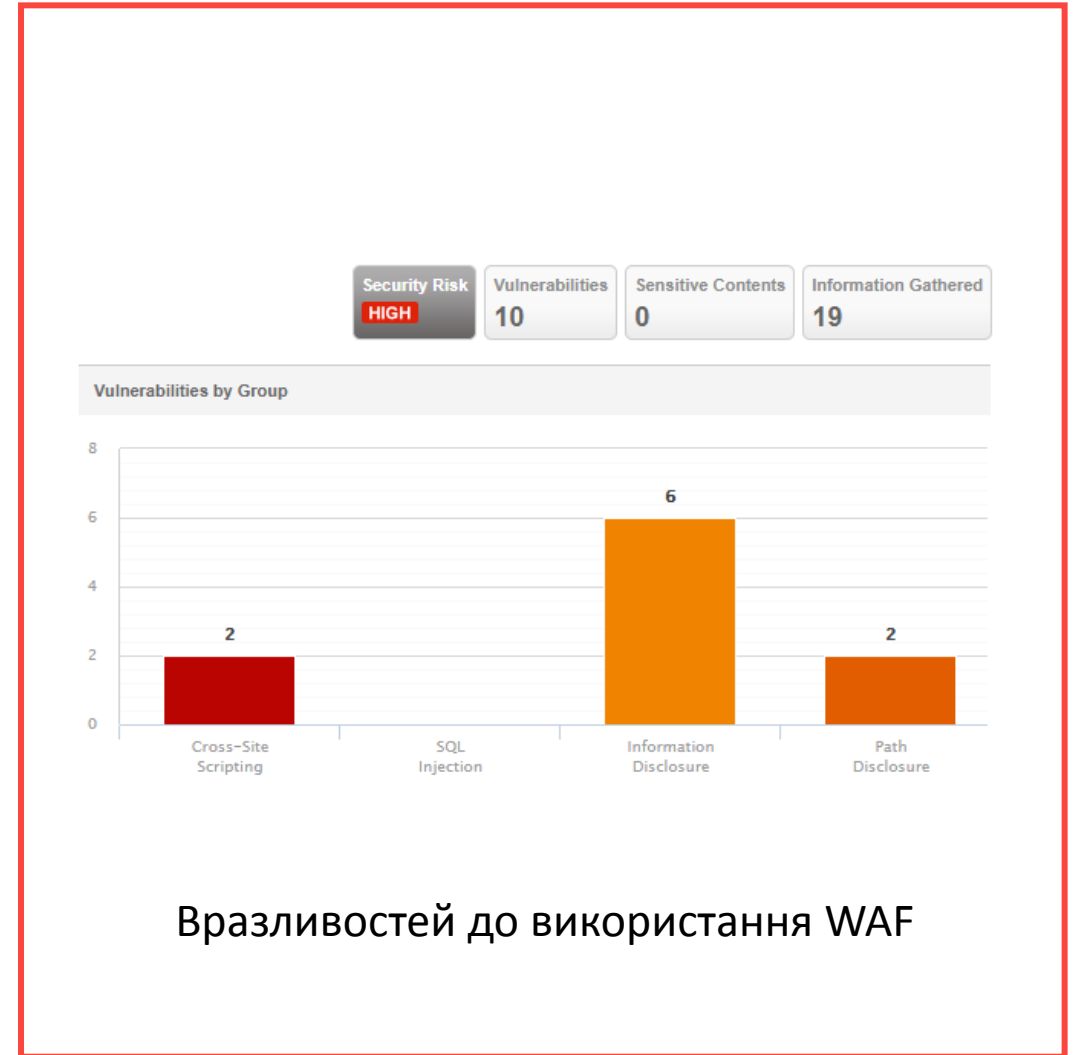 Security Risk
HIGH
Vulnerabilities
10
Sensitive Contents
0
Information Gathered
19
Vulnerabilities by Group
8
6
4
2
0
2
6
2
Cross-Site
Scripting
SQL
Injection
Information
Disclosure
Path
Disclosure
Вразливостей до використання WAF